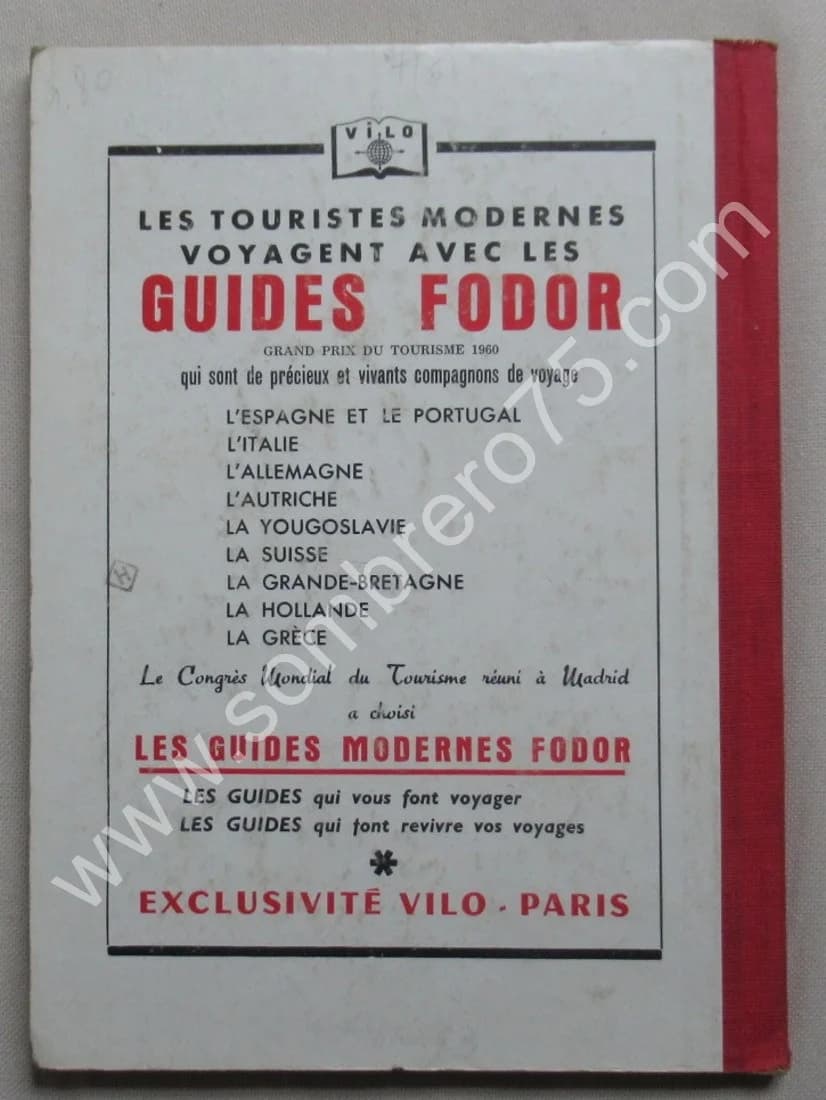 ViLO
LES TOURISTES MODERNES
VOYAGENT AVEC LES
GUIDES FODOR
GRAND PRIX DU TOURISME 1960
qui sont de précieux et vivants compagnons de voyage
L'ESPAGNE ET LE PORTUGAL
L'ITALIE
L'ALLEMAGNE
L'AUTRICHE
LA YOUGOSLAVIE
LA SUISSE
LA GRANDE-BRETAGNE
LA HOLLANDE
LA GRÈCE
Le Congrès Mondial du Tourisme réuni à Madrid
a choisi
LES GUIDES MODERNES FODOR
LES GUIDES qui vous font voyager
LES GUIDES qui font revivre vos voyages
*
EXCLUSIVITÉ VILO - PARIS
www.sombrero75.com